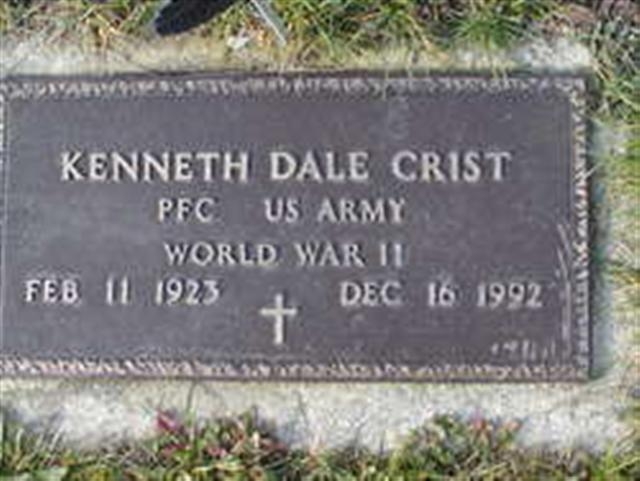 KENNETH DALE CRIST
PFC US ARMY
WORLD WAR II
FEB 11 1923 DEC 16 1992